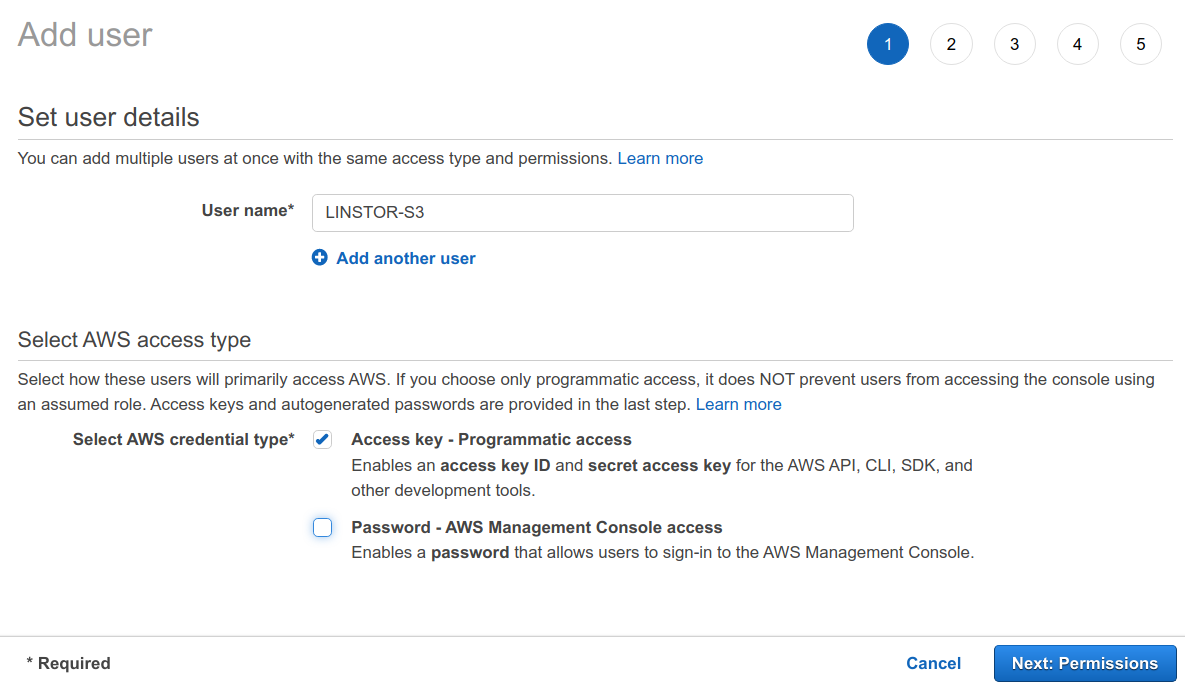 Add user
1 2 3 4 5
Set user details
You can add multiple users at once with the same access type and permissions. Learn more
User name* LINSTOR-S3
Add another user
Select AWS access type
Select how these users will primarily access AWS. If you choose only programmatic access, it does NOT prevent users from accessing the console using
an assumed role. Access keys and autogenerated passwords are provided in the last step. Learn more
Select AWS credential type* Access key - Programmatic access
Enables an access key ID and secret access key for the AWS API, CLI, SDK, and
other development tools.
Password - AWS Management Console access
Enables a password that allows users to sign-in to the AWS Management Console.
* Required Cancel Next: Permissions